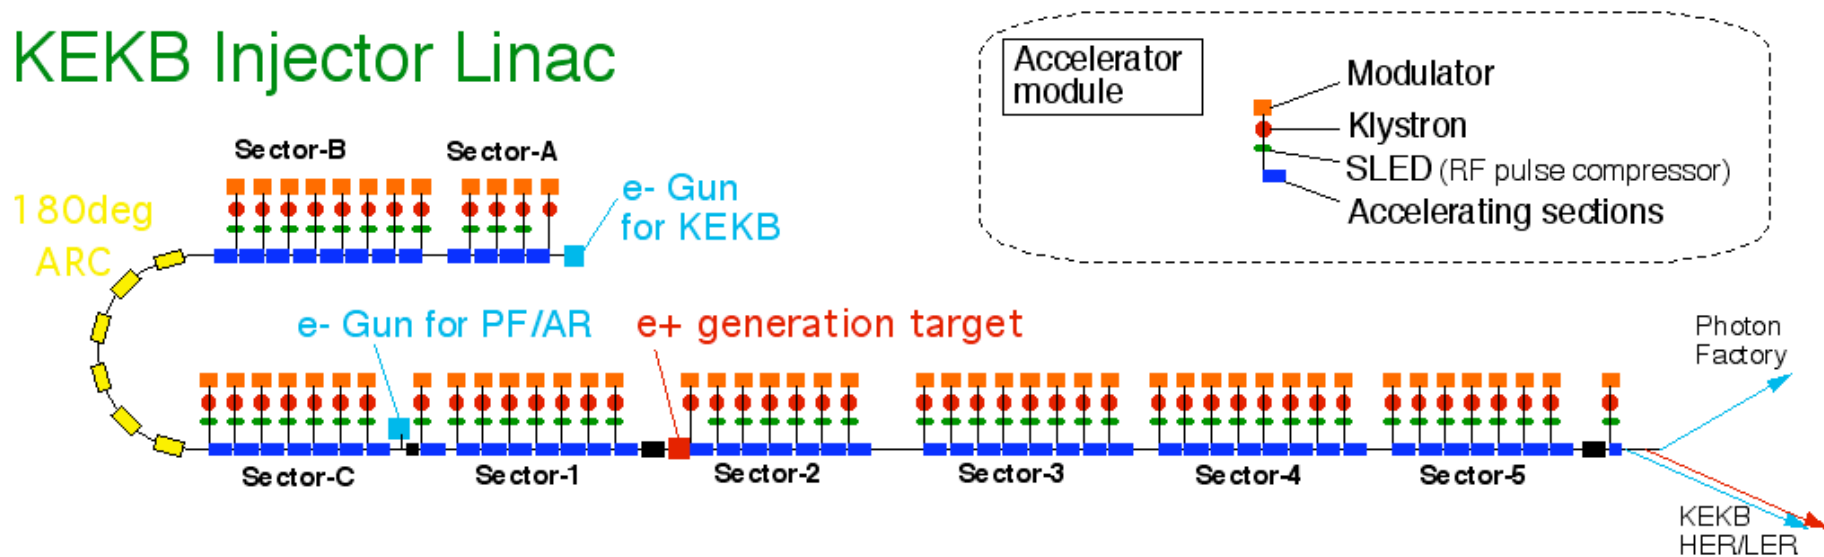 KEKB Injector Linac
Accelerator
module
Modulator
Klystron
SLED (RF pulse compressor)
Accelerating sections
Sector-B
Sector-A
180deg
ARC
e- Gun
for KEKB
e- Gun for PF/AR
e+ generation target
Photon
Factory
Sector-C
Sector-1
Sector-2
Sector-3
Sector-4
Sector-5
KEKB
HER/LER